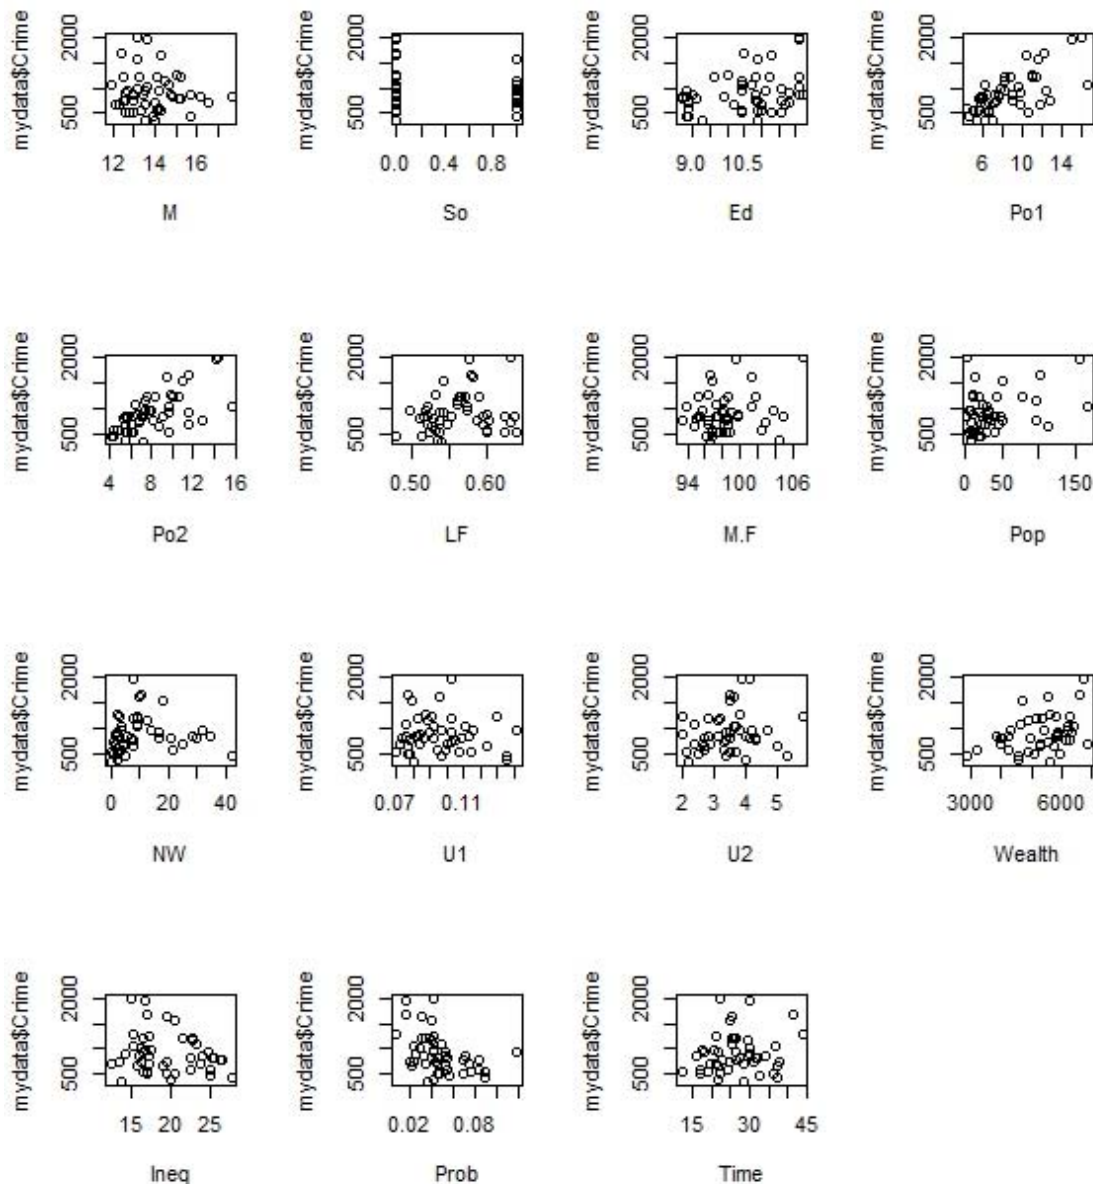 mydata$Crime 500 2000 12 14 16 M
mydata$Crime 500 2000 0.0 0.4 0.8 So
mydata$Crime 500 2000 9.0 10.5 Ed
mydata$Crime 500 2000 6 10 14 Po1
mydata$Crime 500 2000 4 8 12 16 Po2
mydata$Crime 500 2000 0.50 0.60 LF
mydata$Crime 500 2000 94 100 106 M.F
mydata$Crime 500 2000 0 50 150 Pop
mydata$Crime 500 2000 0 20 40 NW
mydata$Crime 500 2000 0.07 0.11 U1
mydata$Crime 500 2000 2 3 4 5 U2
mydata$Crime 500 2000 3000 6000 Wealth
mydata$Crime 500 2000 15 20 25 Ineq
mydata$Crime 500 2000 0.02 0.08 Prob
mydata$Crime 500 2000 15 30 45 Time